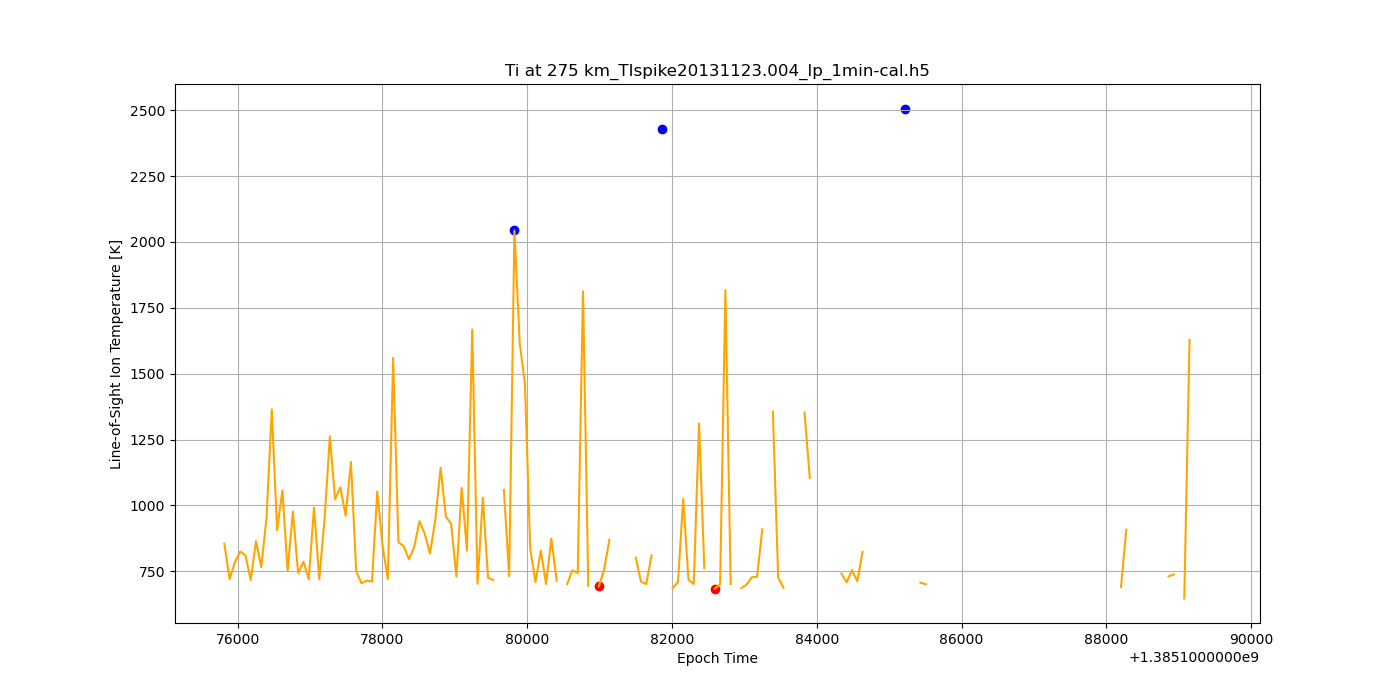 Ti at 275 km_TIspike20131123.004_lp_1min-cal.h5
Line-of-Sight Ion Temperature [K]
2500
2250
2000
1750
1500
1250
1000
750
76000 78000 80000 82000 84000 86000 88000 90000
Epoch Time
+1.3851000000e9